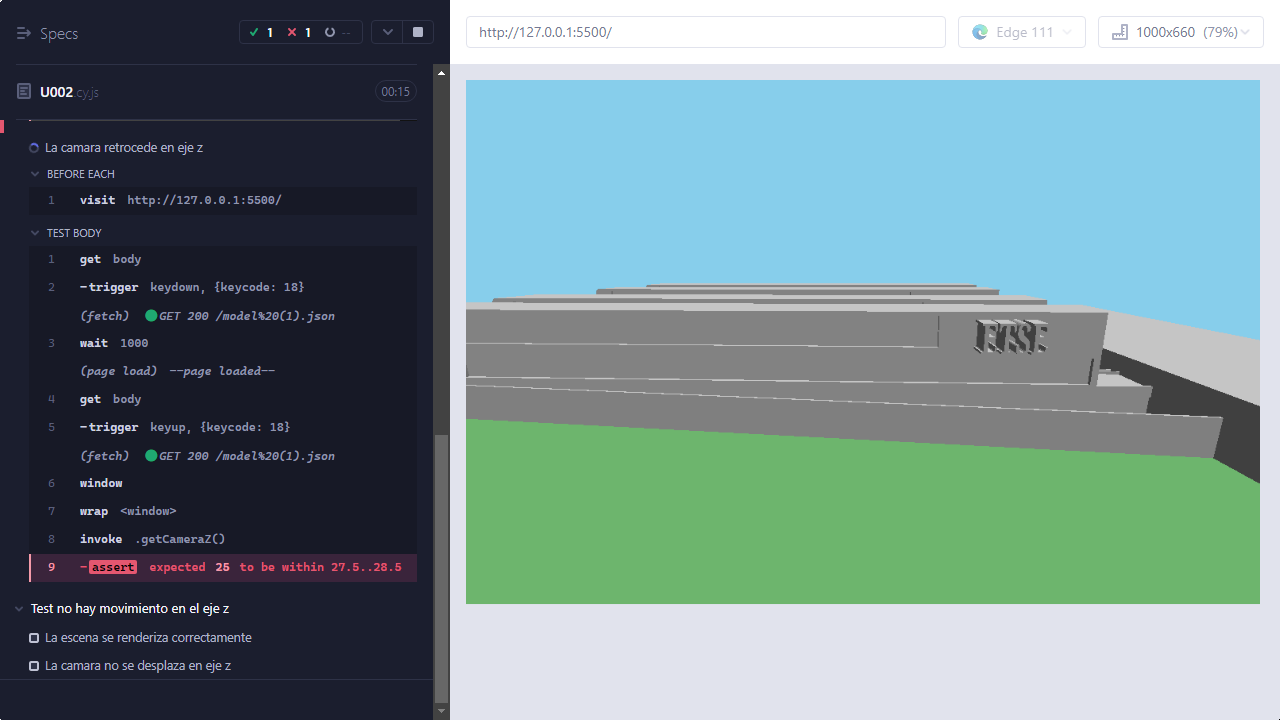 Specs
1 1 --
http://127.0.0.1:5500/
Edge 111
1000x660 (79%)
U002.cy.js
00:15
La camara retrocede en eje z
BEFORE EACH
1 visit http://127.0.0.1:5500/
TEST BODY
1 get body
2 -trigger keydown, {keycode: 18}
(fetch) GET 200 /model%20(1).json
3 wait 1000
(page load) --page loaded--
4 get body
5 -trigger keyup, {keycode: 18}
(fetch) GET 200 /model%20(1).json
6 window
7 wrap <window>
8 invoke .getCameraZ()
9 -assert expected 25 to be within 27.5..28.5
Test no hay movimiento en el eje z
La escena se renderiza correctamente
La camara no se desplaza en eje z
ETSE